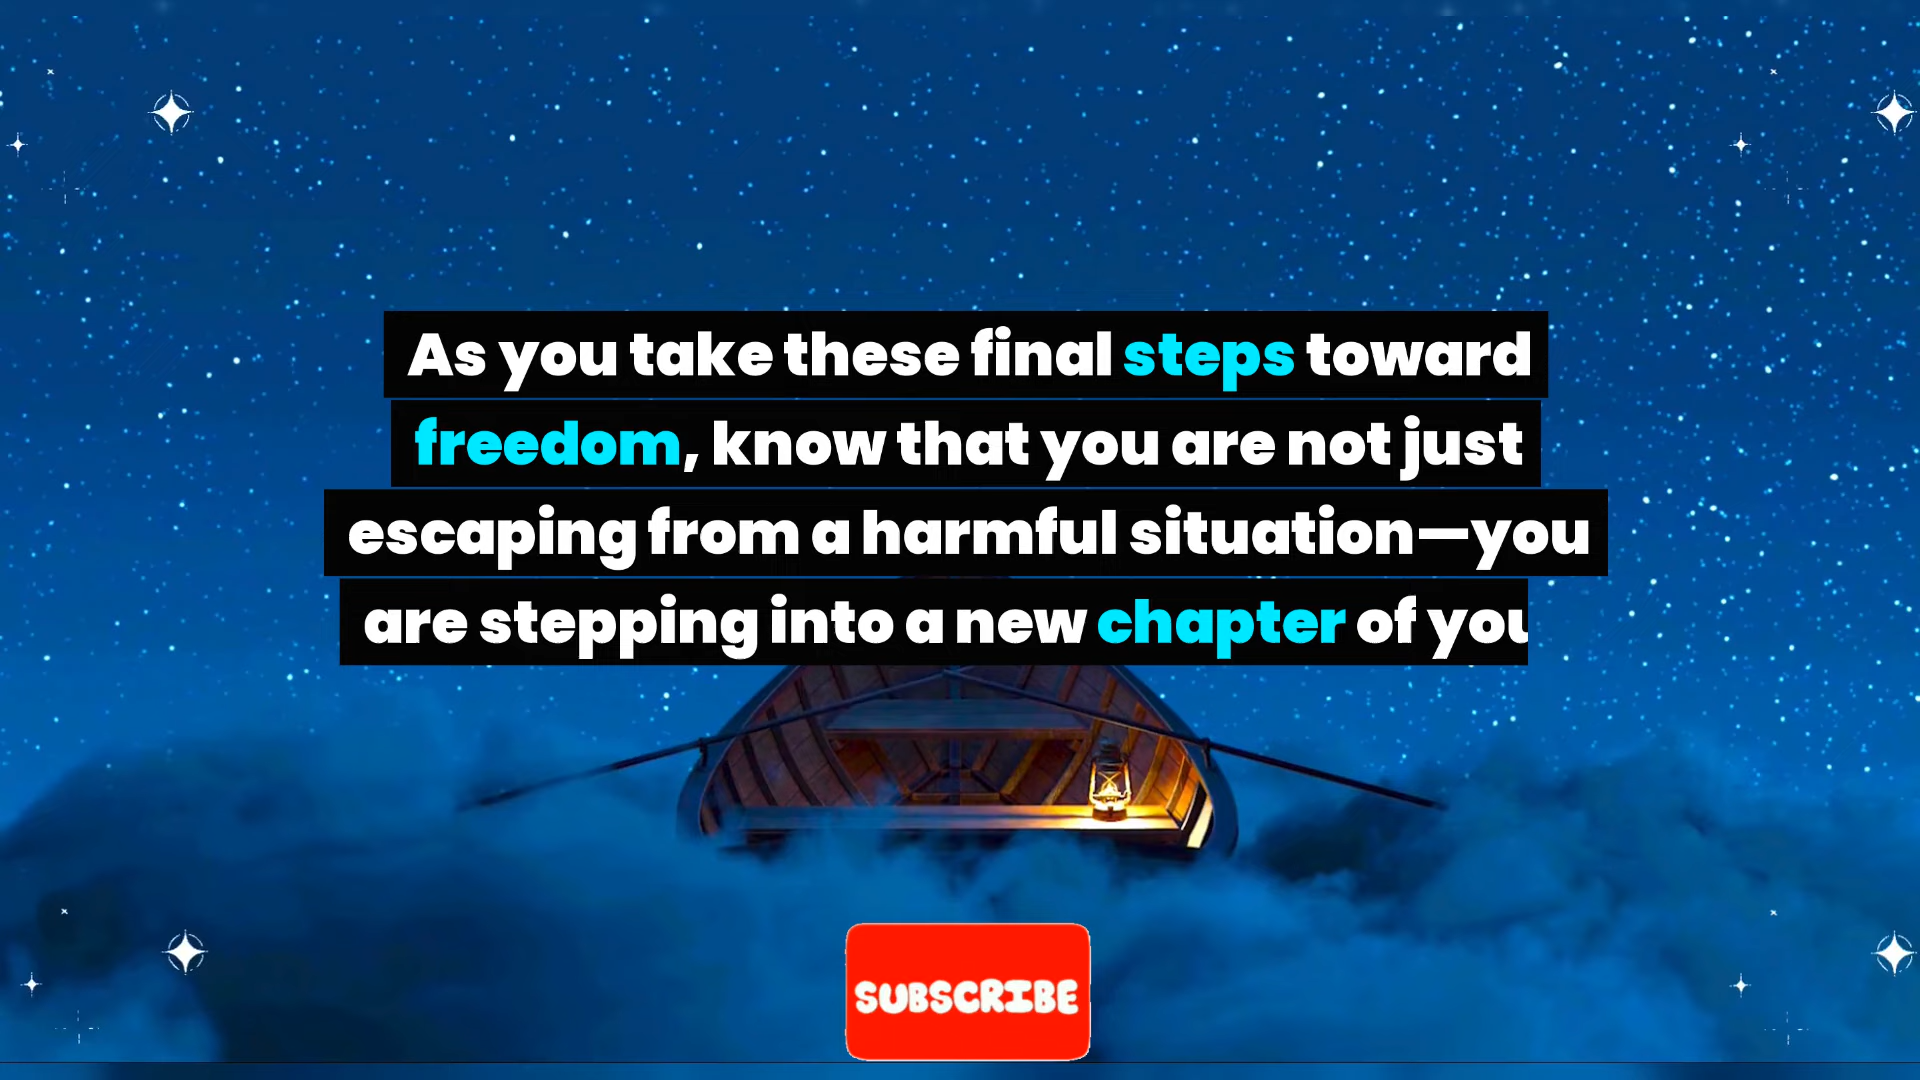 As you take these final steps toward
freedom, know that you are not just
escaping from a harmful situation—you
are stepping into a new chapter of you
SUBSCRIBE